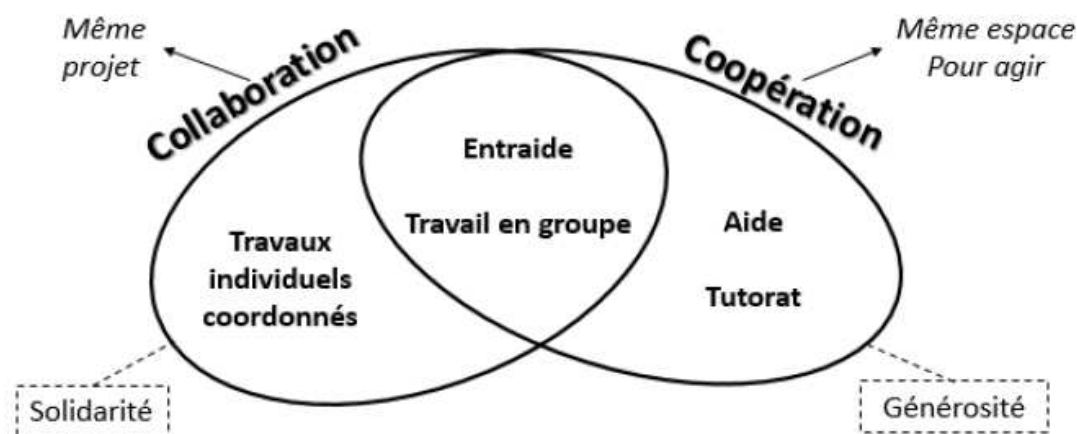 Même
projet
Collaboration
Coopération
Même espace
Pour agir
Entraide
Travail en groupe
Travaux
individuels
coordonnés
Aide
Tutorat
Solidarité
Générosité